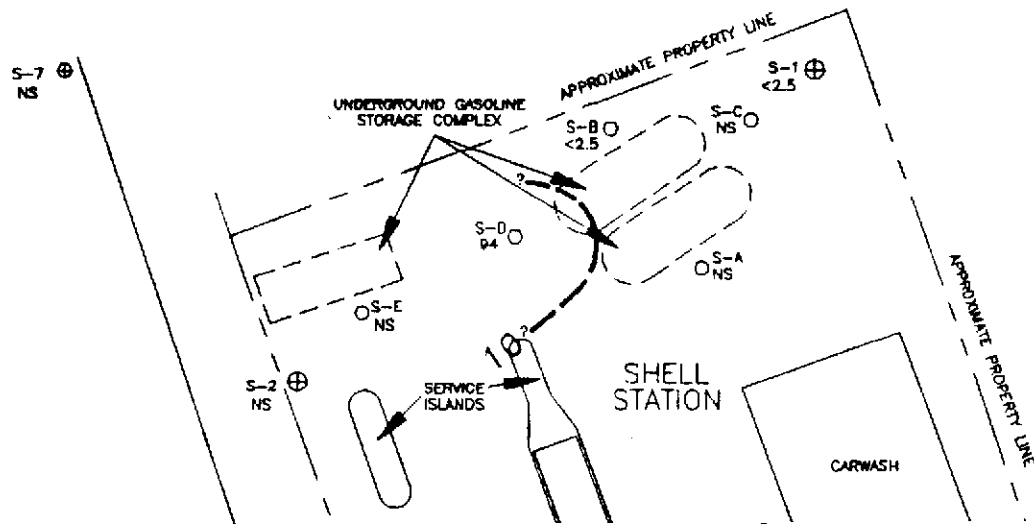 S-7
NS
UNDERGROUND GASOLINE
STORAGE COMPLEX
APPROXIMATE PROPERTY LINE
S-1
<2.5
S-B
<2.5
S-C
NS
?
S-D
94
S-A
NS
S-E
NS
?
S-2
NS
SERVICE
ISLANDS
SHELL
STATION
CARWASH
APPROXIMATE PROPERTY LINE